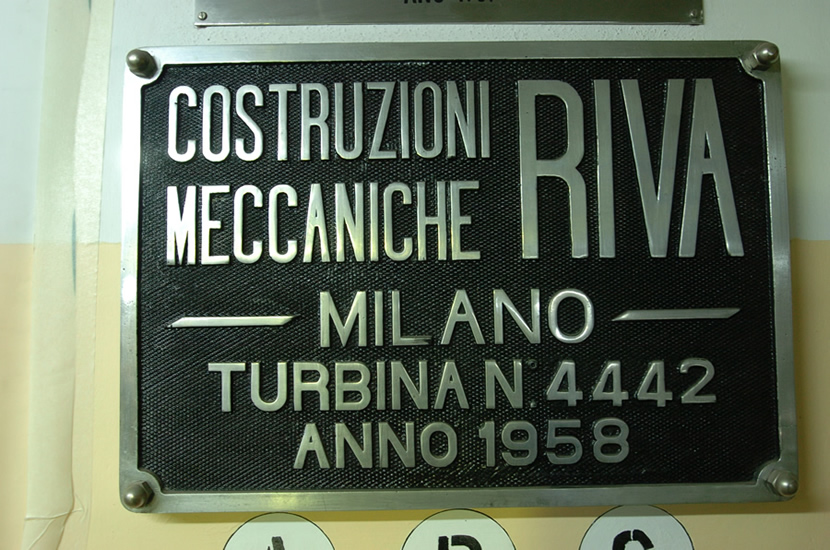 COSTRUZIONI
MECCANICHE
RIVA
MILANO
TURBINA N° 4442
ANNO 1958